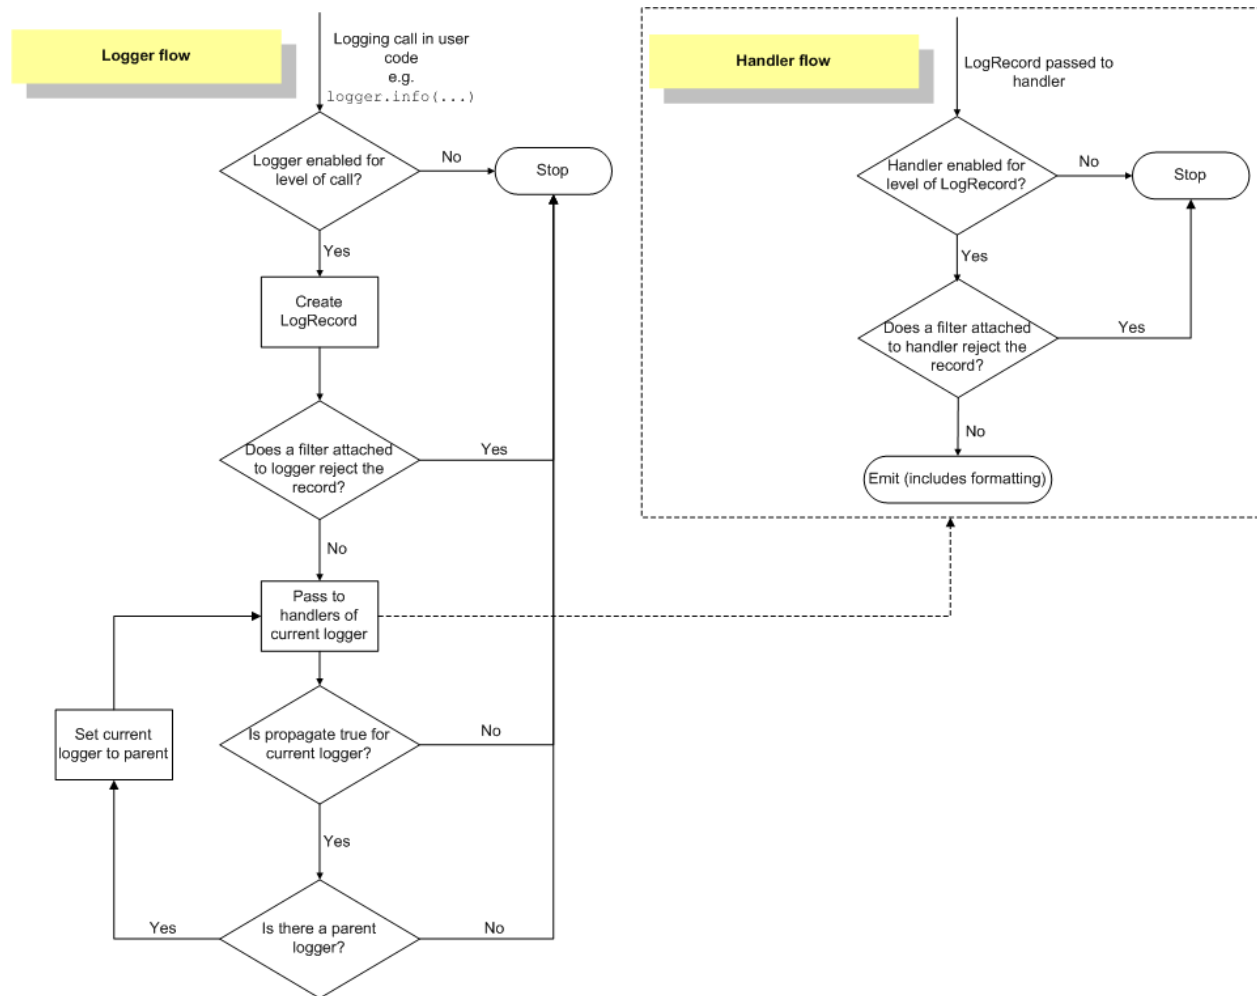 Logger flow
Logging call in user
code
e.g.
logger.info(...)
Logger enabled for
level of call?
No
Stop
Yes
Create
LogRecord
Does a filter attached
to logger reject the
record?
Yes
No
Pass to
handlers of
current logger
Set current
logger to parent
Is propagate true for
current logger?
No
Yes
Is there a parent
logger?
Yes
No
Handler flow
LogRecord passed to
handler
Handler enabled for
level of LogRecord?
No
Stop
Yes
Does a filter attached
to handler reject the
record?
Yes
No
Emit (includes formatting)